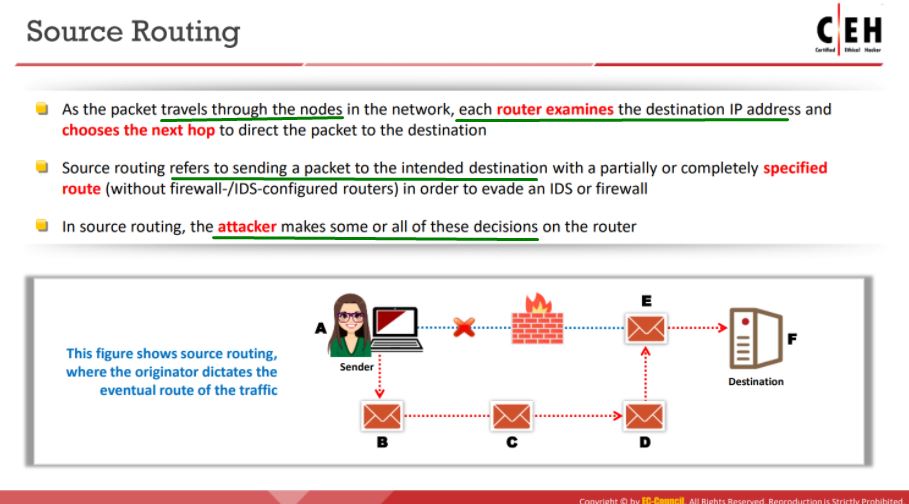 Source Routing
C|EH
Certified Ethical Hacker
As the packet travels through the nodes in the network, each router examines the destination IP address and
chooses the next hop to direct the packet to the destination
Source routing refers to sending a packet to the intended destination with a partially or completely specified
route (without firewall-/IDS-configured routers) in order to evade an IDS or firewall
In source routing, the attacker makes some or all of these decisions on the router
This figure shows source routing,
where the originator dictates the
eventual route of the traffic
A
Sender
E
F
Destination
B
C
D
Copyright © by EC-Council. All Rights Reserved. Reproduction is Strictly Prohibited.